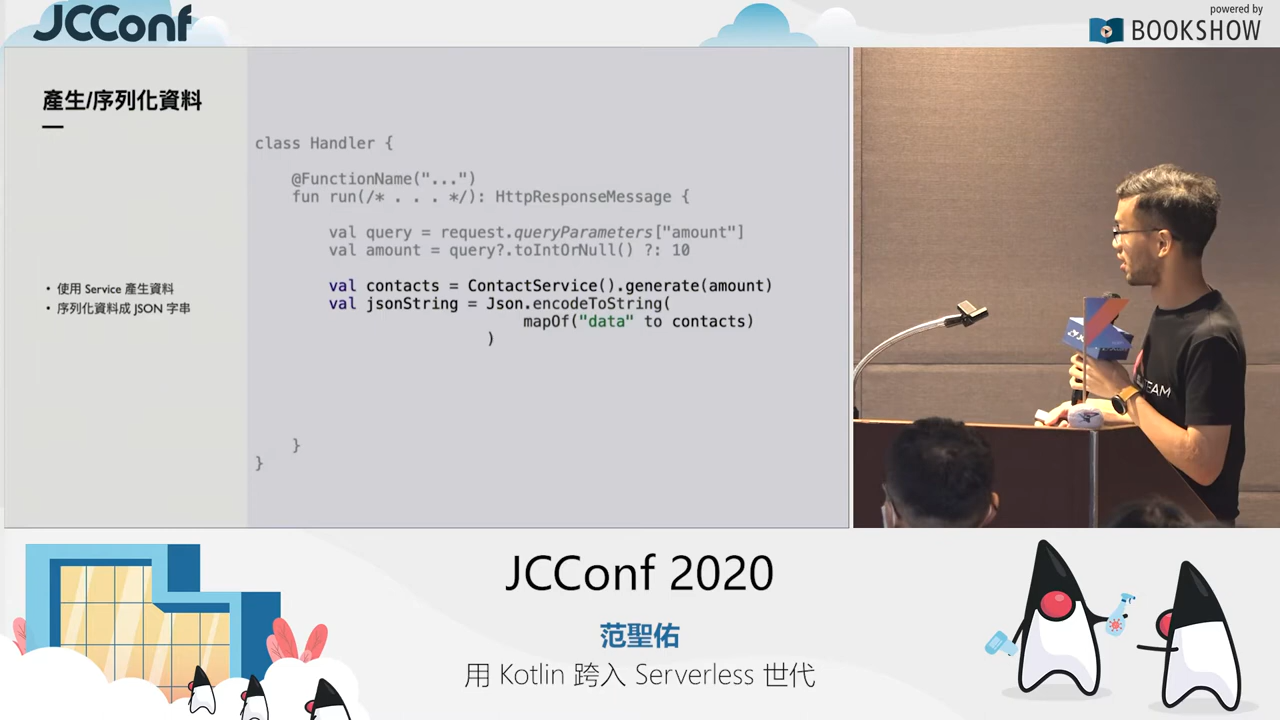 JCConf
powered by
BOOKSHOW
產生/序列化資料
• 使用 Service 產生資料
• 序列化資料成 JSON 字串
class Handler {
@FunctionName("...")
fun run(/* . . . */): HttpResponseMessage {
val query = request.queryParameters["amount"]
val amount = query?.toIntOrNull() ?: 10
val contacts = ContactService().generate(amount)
val jsonString = Json.encodeToString(
mapOf("data" to contacts)
)
}
}
TEAM
JCConf 2020
范聖佑
用 Kotlin 跨入 Serverless 世代